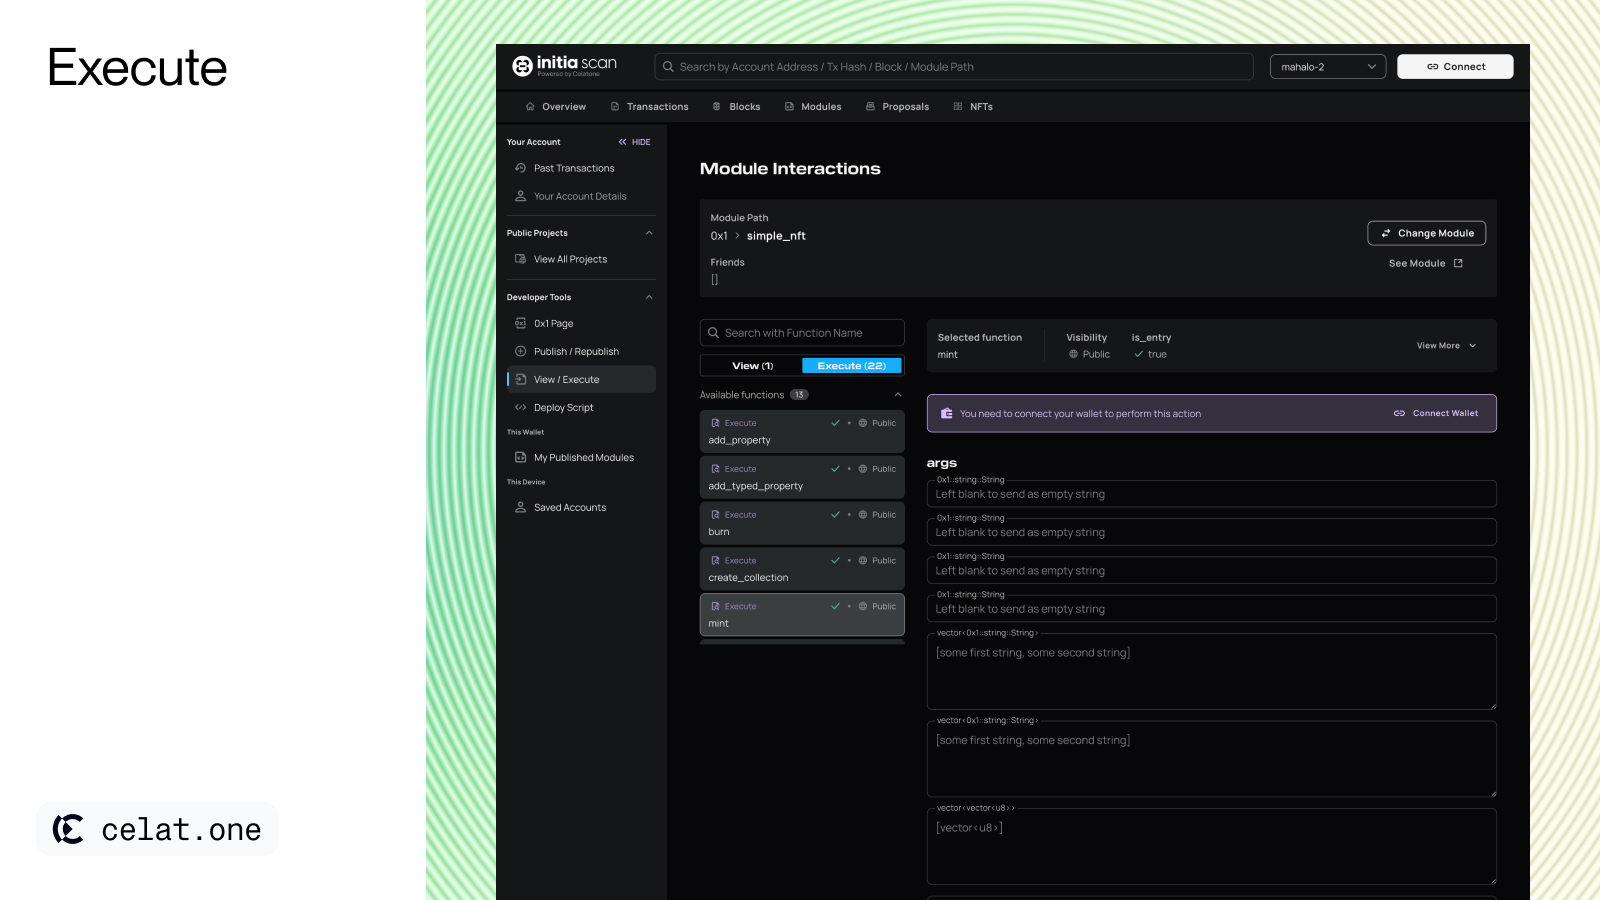 Execute
initia scan
Powered by Celatone
Search by Account Address / Tx Hash / Block / Module Path
mahalo-2
Connect
Overview
Transactions
Blocks
Modules
Proposals
NFTs
Your Account
HIDE
Past Transactions
Your Account Details
Public Projects
View All Projects
Developer Tools
0x1 Page
Publish / Republish
View / Execute
Deploy Script
This Wallet
My Published Modules
This Device
Saved Accounts
Module Interactions
Module Path
0x1 > simple_nft
Friends
[]
Change Module
See Module
Search with Function Name
View (1)
Execute (22)
Available functions 13
Execute
Public
add_property
Execute
Public
add_typed_property
Execute
Public
burn
Execute
Public
create_collection
Execute
Public
mint
Selected function
mint
Visibility
Public
is_entry
true
View More
You need to connect your wallet to perform this action
Connect Wallet
args
0x1::string::String
Left blank to send as empty string
0x1::string::String
Left blank to send as empty string
0x1::string::String
Left blank to send as empty string
0x1::string::String
Left blank to send as empty string
vector<0x1::string::String>
[some first string, some second string]
vector<0x1::string::String>
[some first string, some second string]
vector<vector<u8>>
[vector<u8>]
celat.one